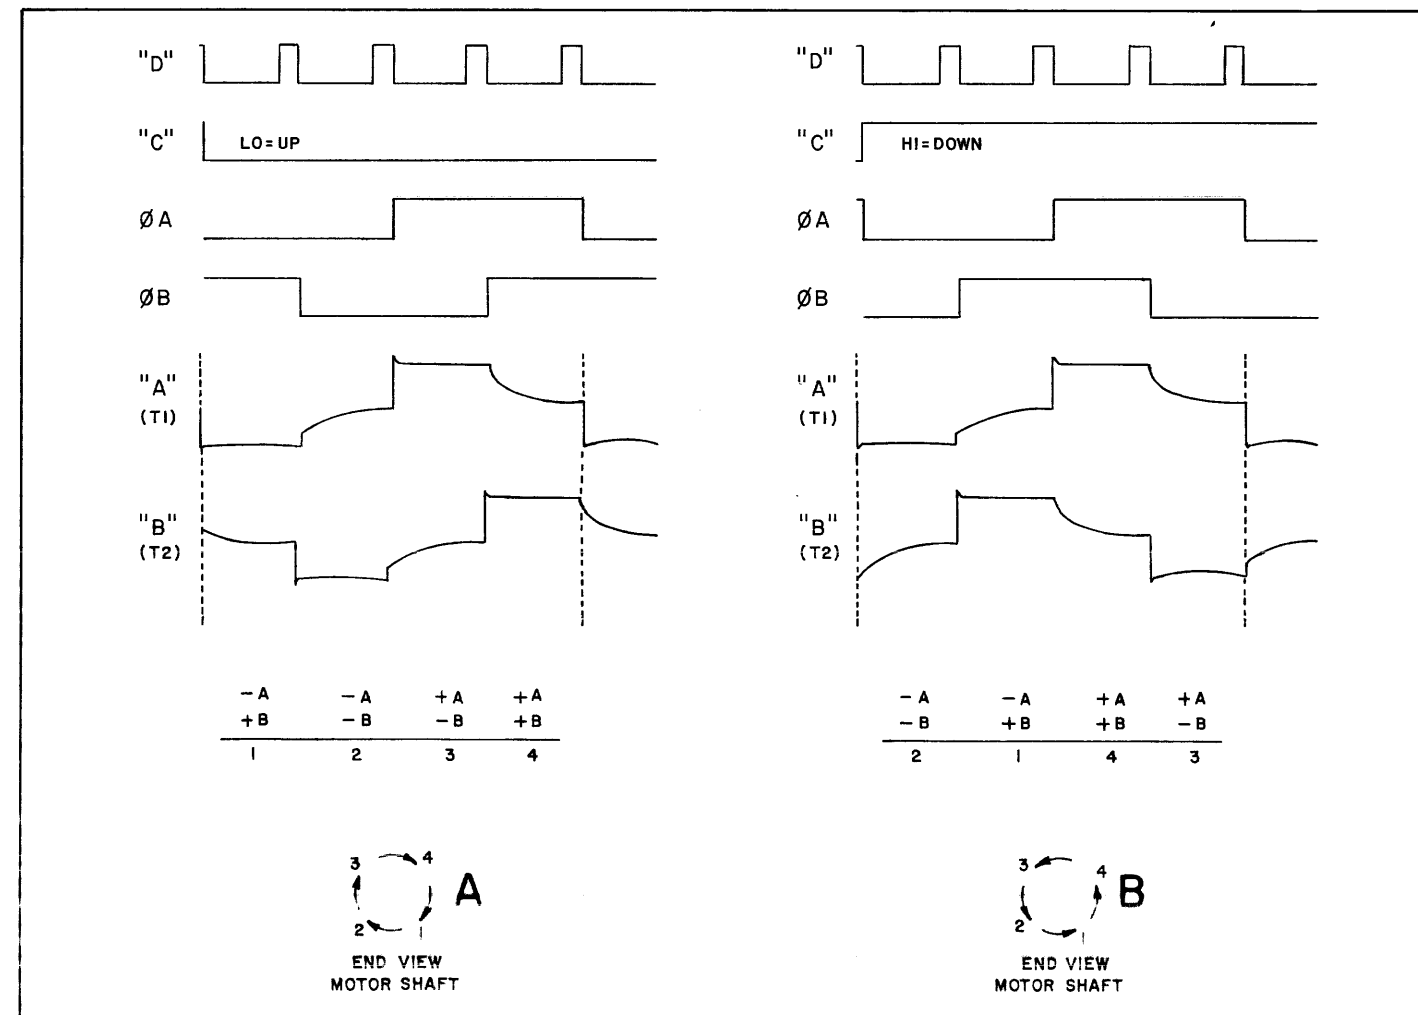 "D"
"C" LO=UP
ØA
ØB
"A"
(T1)
"B"
(T2)
-A -A +A +A
+B -B -B +B
1 2 3 4
3 4
2 1
A
END VIEW
MOTOR SHAFT
"D"
"C" HI=DOWN
ØA
ØB
"A"
(T1)
"B"
(T2)
-A -A +A +A
-B +B +B -B
2 1 4 3
3 4
2 1
B
END VIEW
MOTOR SHAFT